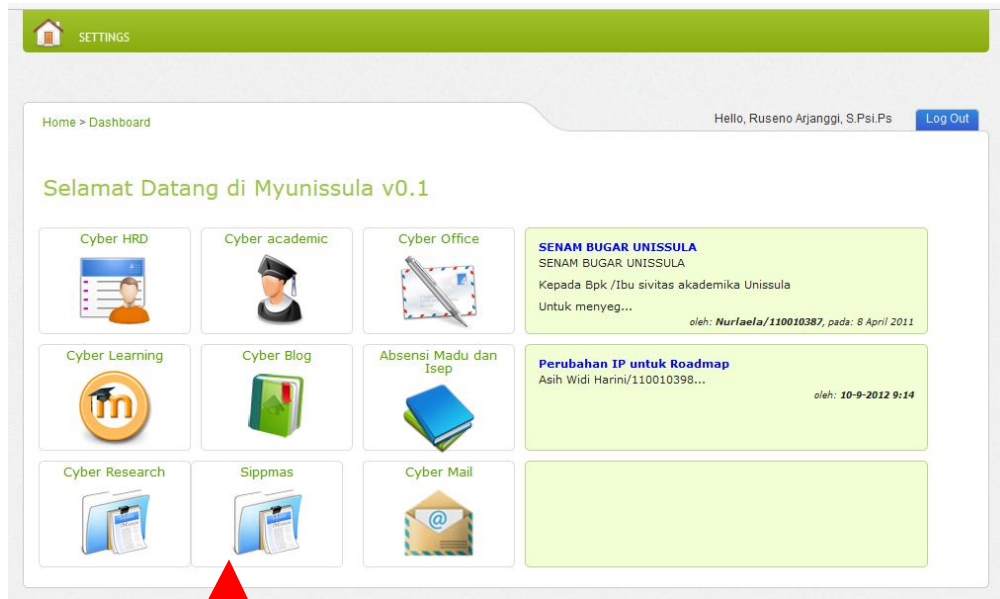 SETTINGS
Home > Dashboard
Hello, Ruseno Arjanggi, S.Psi.Ps
Log Out
Selamat Datang di Myunissula v0.1
Cyber HRD
Cyber academic
Cyber Office
SENAM BUGAR UNISSULA
SENAM BUGAR UNISSULA
Kepada Bpk /Ibu sivitas akademika Unissula
Untuk menyeg...
oleh: Nurlaela/110010387, pada: 8 April 2011
Cyber Learning
Cyber Blog
Absensi Madu dan
Isep
Perubahan IP untuk Roadmap
Asih Widi Harini/110010398...
oleh: 10-9-2012 9:14
Cyber Research
Sippmas
Cyber Mail